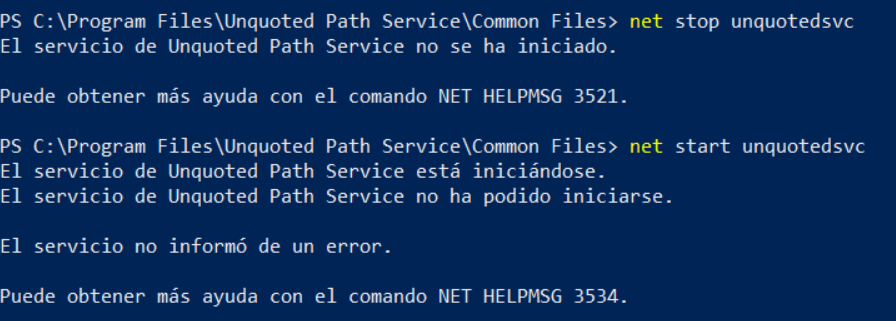 PS C:\Program Files\Unquoted Path Service\Common Files> net stop unquotedsvc
El servicio de Unquoted Path Service no se ha iniciado.
Puede obtener más ayuda con el comando NET HELPMSG 3521.
PS C:\Program Files\Unquoted Path Service\Common Files> net start unquotedsvc
El servicio de Unquoted Path Service está iniciándose.
El servicio de Unquoted Path Service no ha podido iniciarse.
El servicio no informó de un error.
Puede obtener más ayuda con el comando NET HELPMSG 3534.